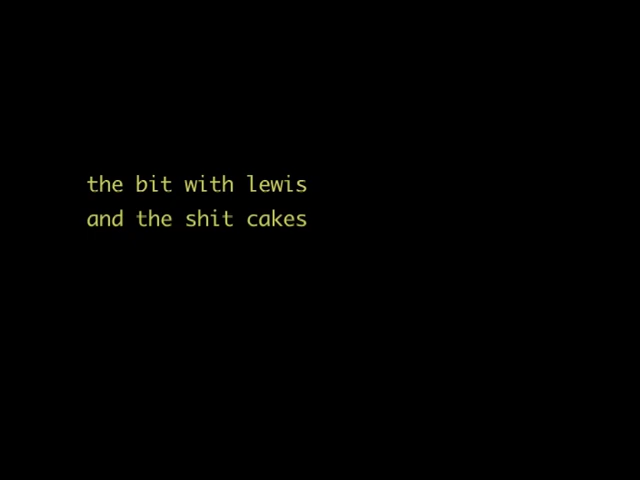 the bit with lewis
and the shit cakes